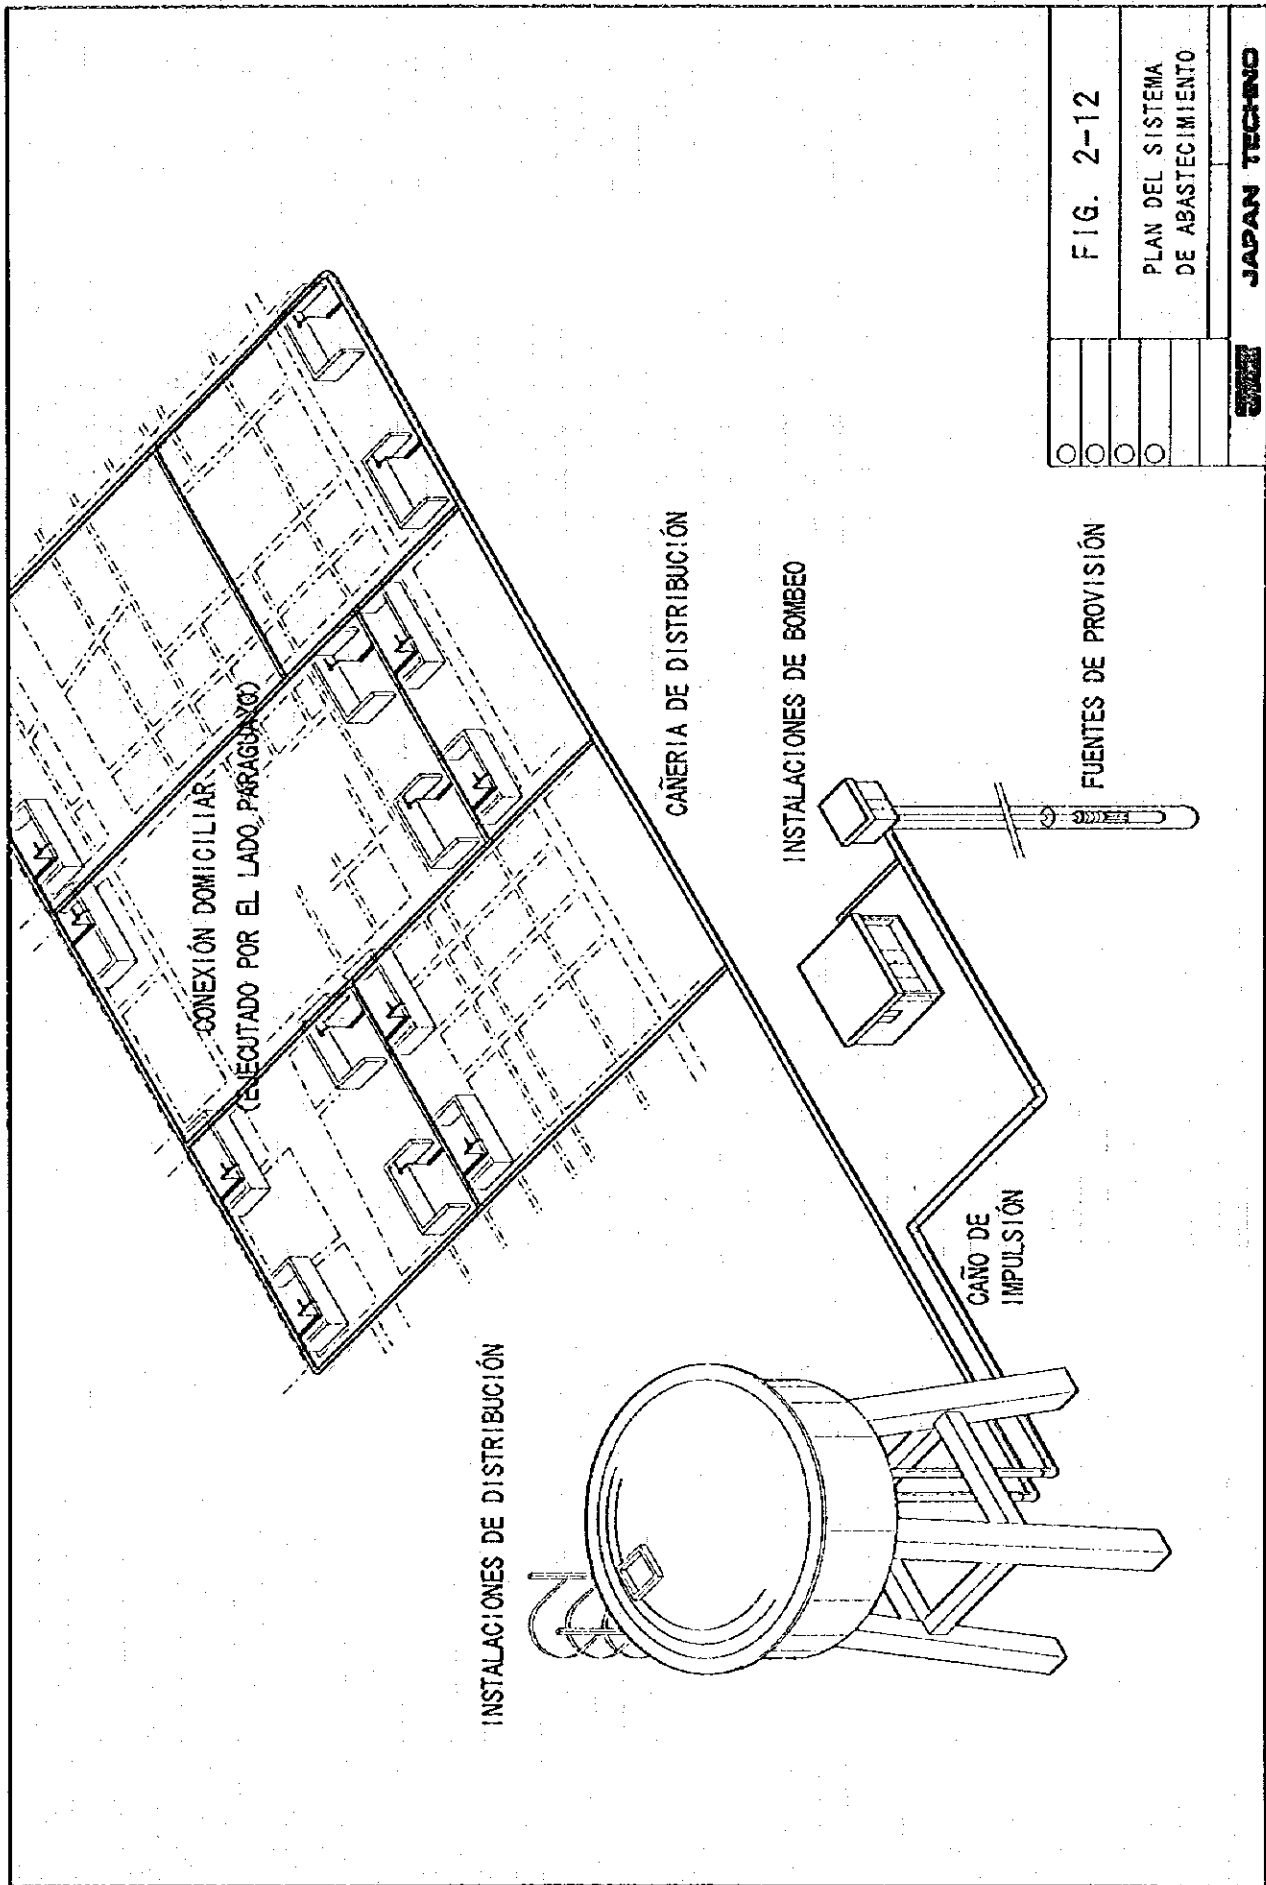 CONEXIÓN DOMICILIAR
(EJECUTADO POR EL LADO PARAGUAYO)
INSTALACIONES DE DISTRIBUCIÓN
CAÑERIA DE DISTRIBUCIÓN
INSTALACIONES DE BOMBEO
CAÑO DE
IMPULSIÓN
FUENTES DE PROVISIÓN
FIG. 2-12
PLAN DEL SISTEMA
DE ABASTECIMIENTO
JAPAN TECHNO